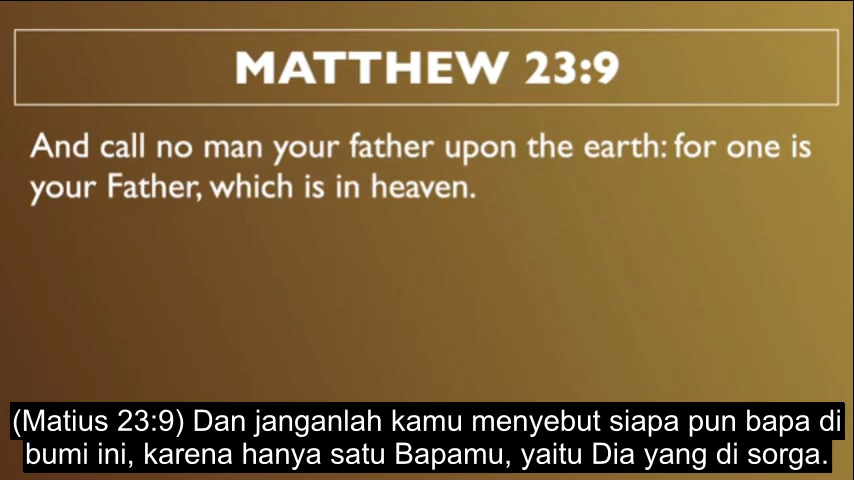 MATTHEW 23:9
And call no man your father upon the earth: for one is
your Father, which is in heaven.
(Matius 23:9) Dan janganlah kamu menyebut siapa pun bapa di
bumi ini, karena hanya satu Bapamu, yaitu Dia yang di sorga.